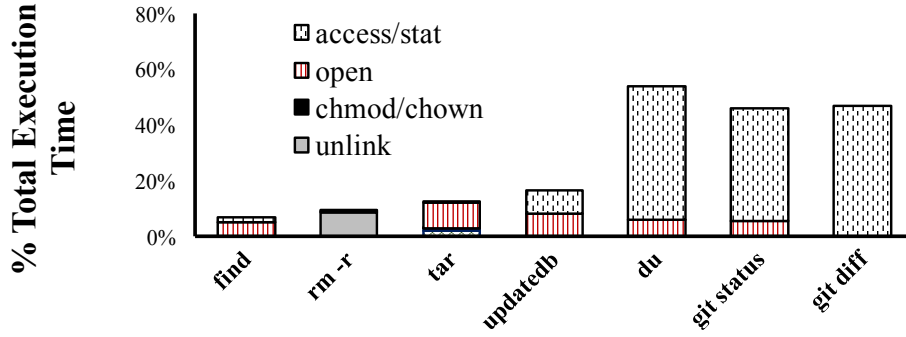 % Total Execution
Time
80%
60%
40%
20%
0%
access/stat
open
chmod/chown
unlink
find
rm -r
tar
updatedb
du
git status
git diff